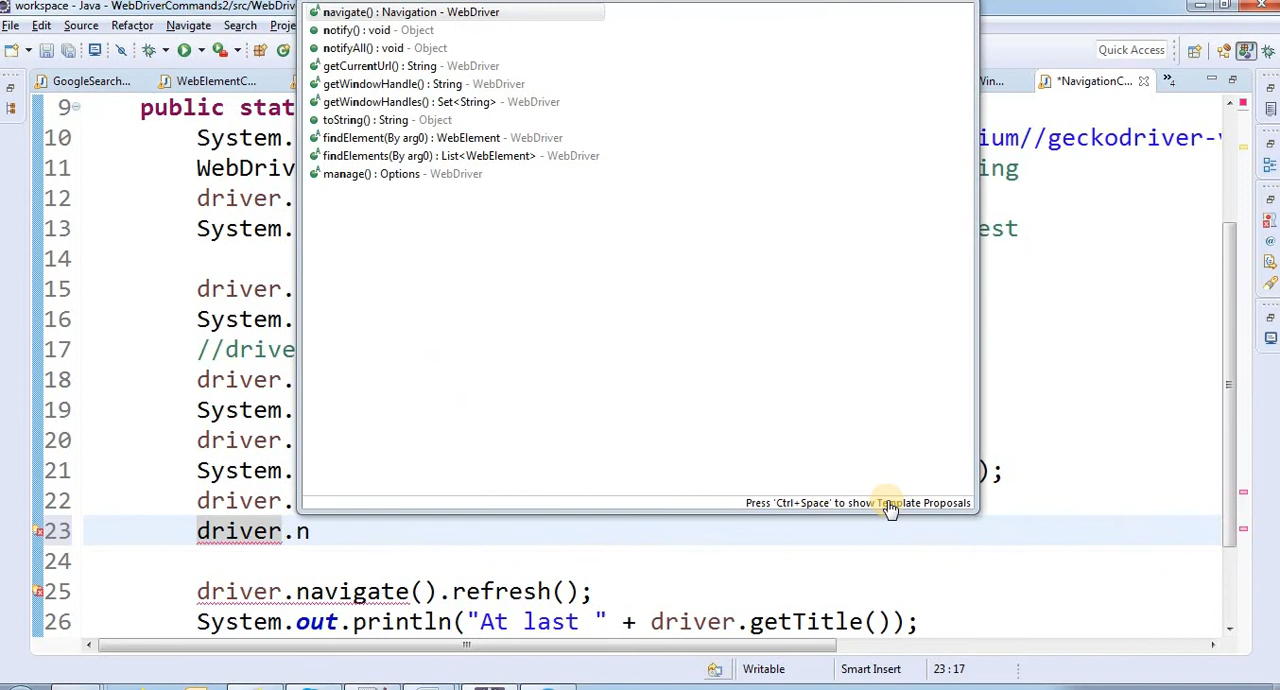 workspace - Java - WebDriverCommands2/src/WebDriv
File Edit Source Refactor Navigate Search Proje
Quick Access
GoogleSearch... WebElementC... Win... *NavigationC... »4
navigate() : Navigation - WebDriver
notify() : void - Object
notifyAll() : void - Object
getCurrentUrl() : String - WebDriver
getWindowHandle() : String - WebDriver
getWindowHandles() : Set<String> - WebDriver
toString() : String - Object
findElement(By arg0) : WebElement - WebDriver
findElements(By arg0) : List<WebElement> - WebDriver
manage() : Options - WebDriver
Press 'Ctrl+Space' to show Template Proposals
9 public stat
10 System. ium//geckodriver-v
11 WebDriv ing
12 driver.
13 System. est
14
15 driver.
16 System.
17 //drive
18 driver.
19 System.
20 driver.
21 System. );
22 driver.
23 driver.n
24
25 driver.navigate().refresh();
26 System.out.println("At last " + driver.getTitle());
Writable Smart Insert 23 : 17